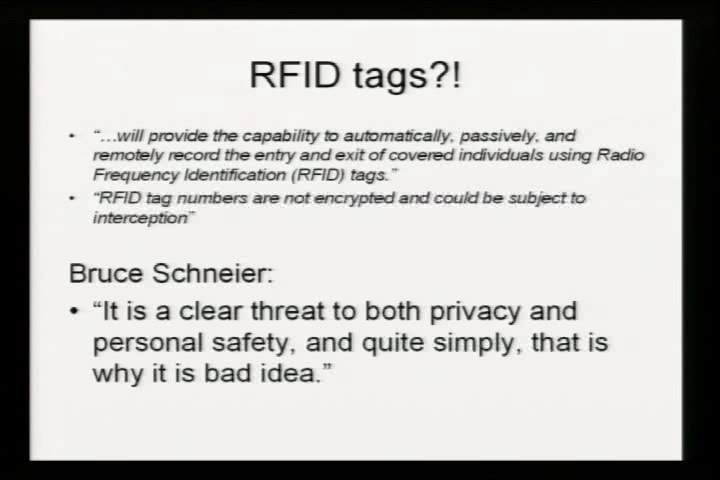 RFID tags?!
• “…will provide the capability to automatically, passively, and
remotely record the entry and exit of covered individuals using Radio
Frequency Identification (RFID) tags.”
• “RFID tag numbers are not encrypted and could be subject to
interception”
Bruce Schneier:
• “It is a clear threat to both privacy and
personal safety, and quite simply, that is
why it is bad idea.”